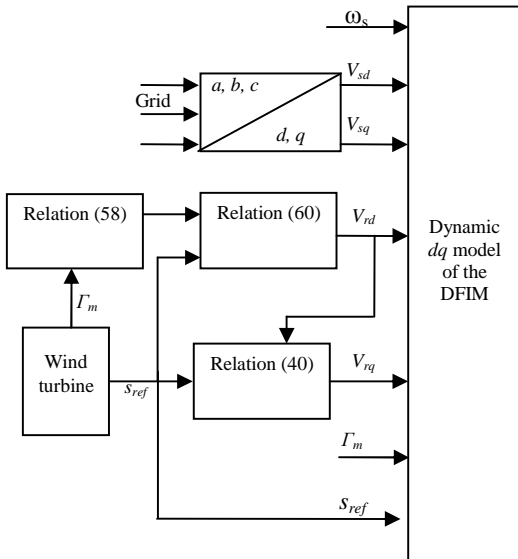 ωs
Vsd
a, b, c
Grid
Vsq
d, q
Relation (58)
Relation (60)
Vrd
Dynamic
dq model
of the
DFIM
Γm
Wind
turbine
sref
Relation (40)
Vrq
Γm
sref